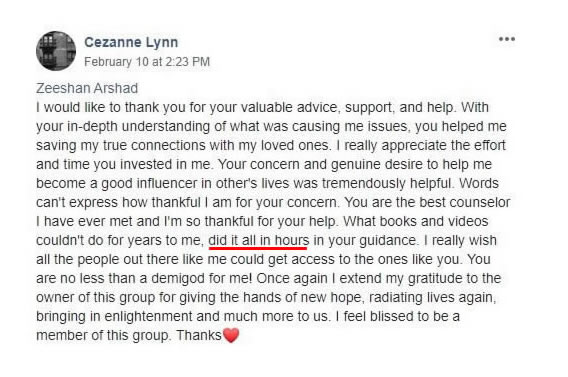 Cezanne Lynn
February 10 at 2:23 PM
Zeeshan Arshad
I would like to thank you for your valuable advice, support, and help. With
your in-depth understanding of what was causing me issues, you helped me
saving my true connections with my loved ones. I really appreciate the effort
and time you invested in me. Your concern and genuine desire to help me
become a good influencer in other's lives was tremendously helpful. Words
can't express how thankful I am for your concern. You are the best counselor
I have ever met and I'm so thankful for your help. What books and videos
couldn't do for years to me, did it all in hours in your guidance. I really wish
all the people out there like me could get access to the ones like you. You
are no less than a demigod for me! Once again I extend my gratitude to the
owner of this group for giving the hands of new hope, radiating lives again,
bringing in enlightenment and much more to us. I feel blissed to be a
member of this group. Thanks❤️